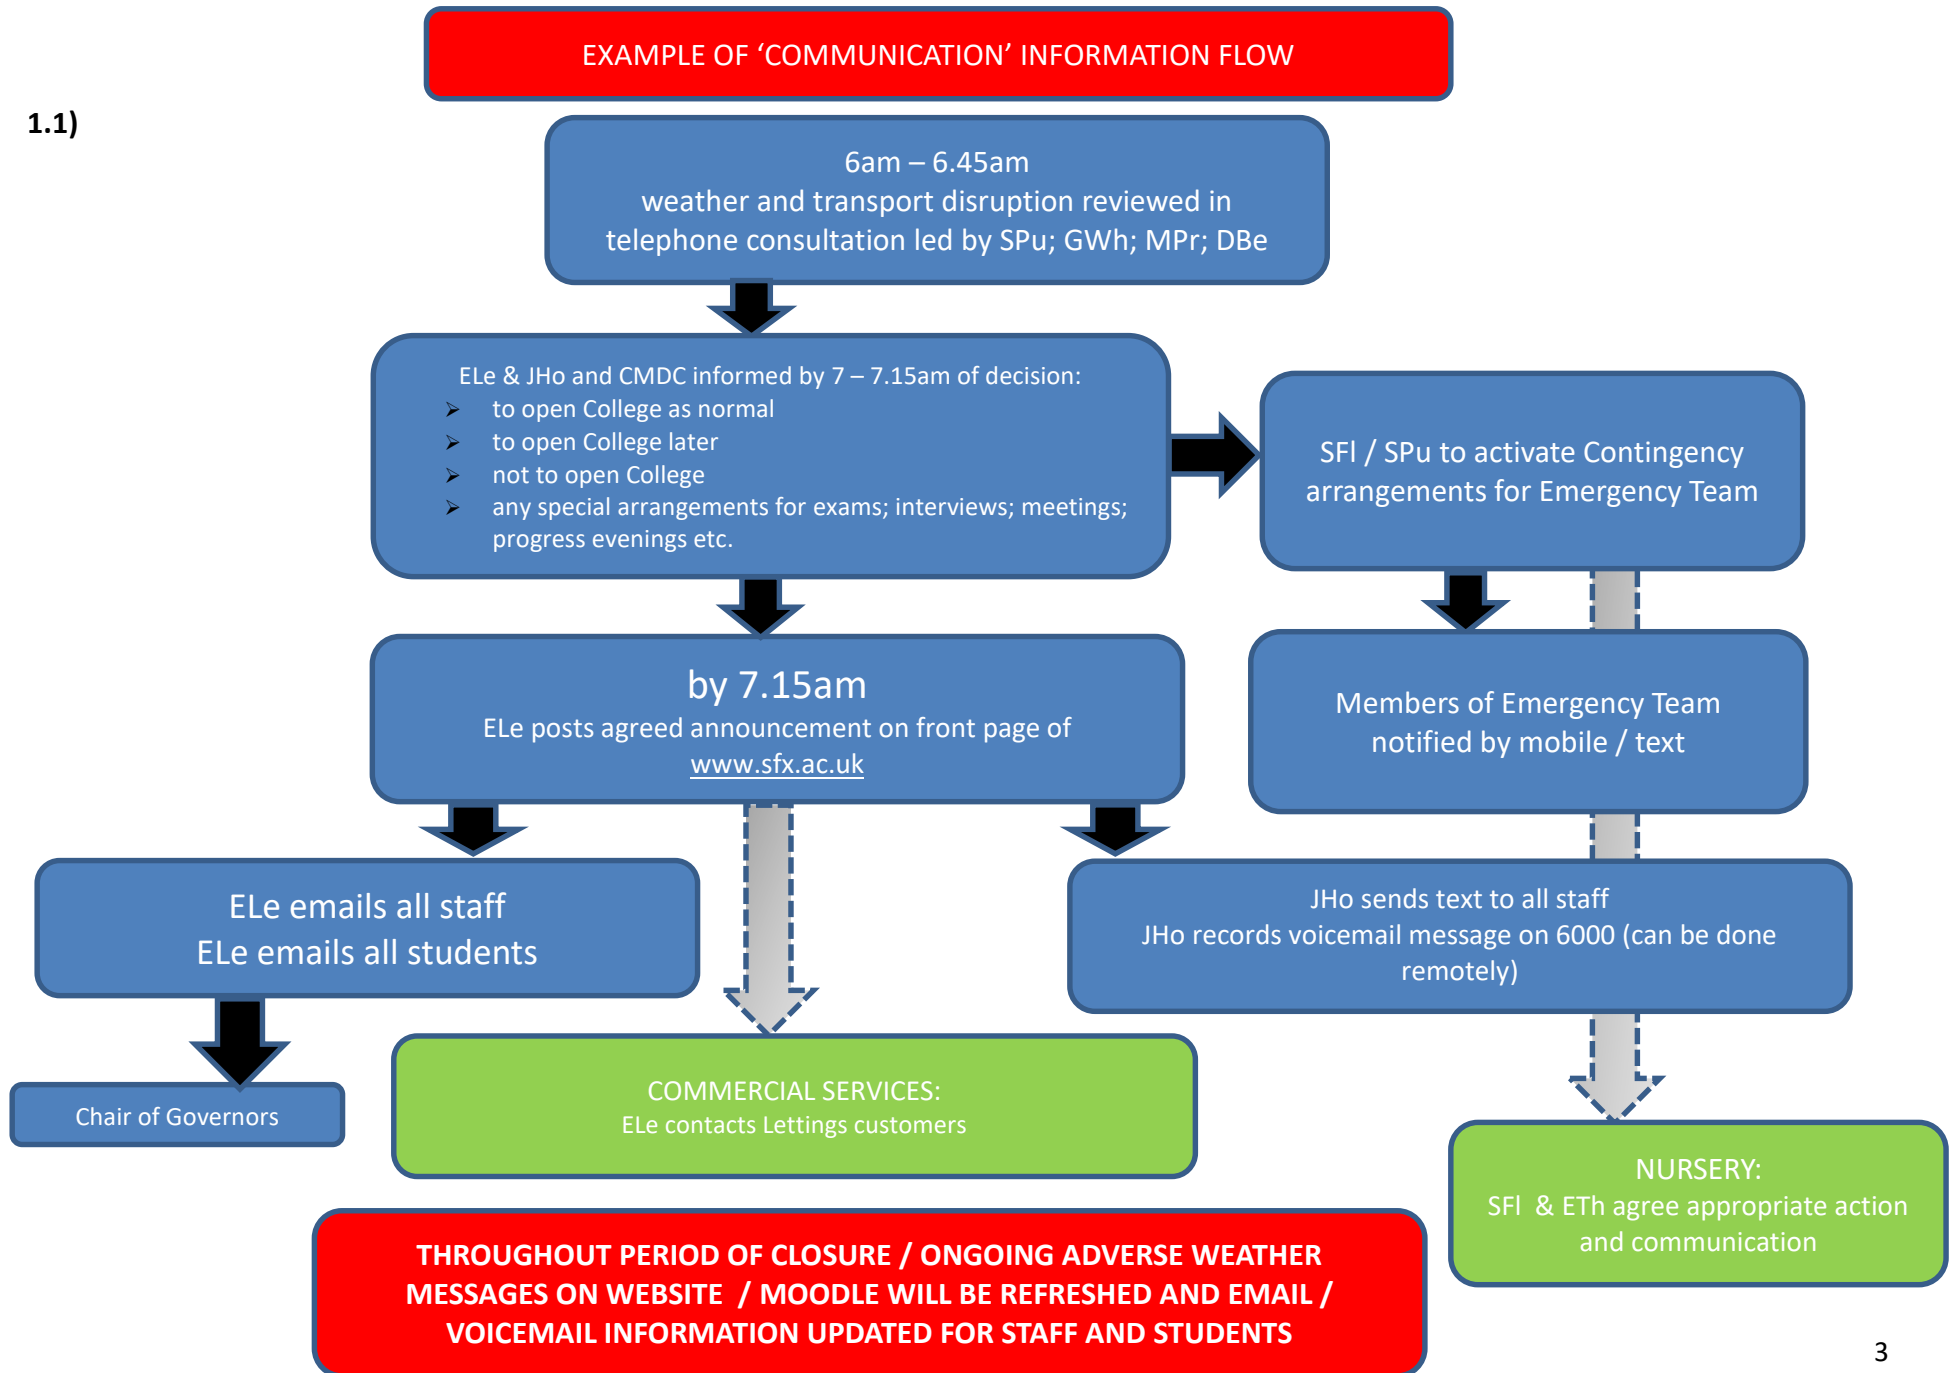 EXAMPLE OF ‘COMMUNICATION’ INFORMATION FLOW
1.1)
6am – 6.45am
weather and transport disruption reviewed in
telephone consultation led by SPu; GWh; MPr; DBe
ELe & JHo and CMDC informed by 7 – 7.15am of decision:
➢ to open College as normal
➢ to open College later
➢ not to open College
➢ any special arrangements for exams; interviews; meetings;
progress evenings etc.
SFl / SPu to activate Contingency
arrangements for Emergency Team
by 7.15am
ELe posts agreed announcement on front page of
www.sfx.ac.uk
Members of Emergency Team
notified by mobile / text
ELe emails all staff
ELe emails all students
JHo sends text to all staff
JHo records voicemail message on 6000 (can be done
remotely)
Chair of Governors
COMMERCIAL SERVICES:
ELe contacts Lettings customers
NURSERY:
SFl & ETh agree appropriate action
and communication
THROUGHOUT PERIOD OF CLOSURE / ONGOING ADVERSE WEATHER
MESSAGES ON WEBSITE / MOODLE WILL BE REFRESHED AND EMAIL /
VOICEMAIL INFORMATION UPDATED FOR STAFF AND STUDENTS
3